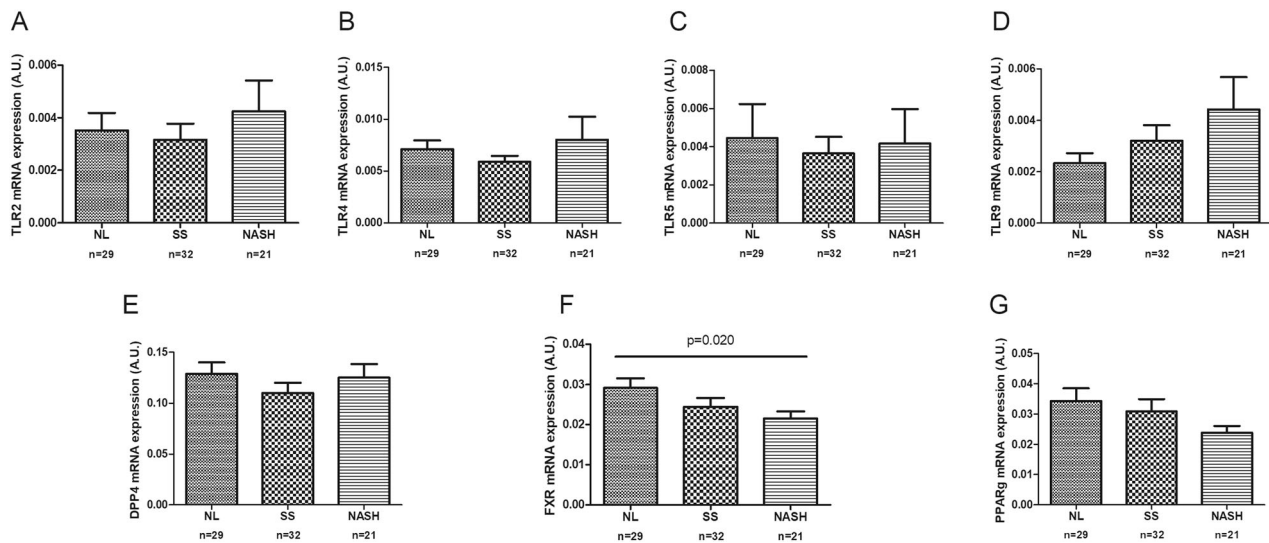 A
TLR2 mRNA expression (A.U.)
0.006
0.004
0.002
0.000
NL SS NASH
n=29 n=32 n=21
B
TLR4 mRNA expression (A.U.)
0.015
0.010
0.005
0.000
NL SS NASH
n=29 n=32 n=21
C
TLR5 mRNA expression (A.U.)
0.008
0.006
0.004
0.002
0.000
NL SS NASH
n=29 n=32 n=21
D
TLR9 mRNA expression (A.U.)
0.006
0.004
0.002
0.000
NL SS NASH
n=29 n=32 n=21
E
DPP4 mRNA expression (A.U.)
0.15
0.10
0.05
0.00
NL SS NASH
n=29 n=32 n=21
F
FXR mRNA expression (A.U.)
p=0.020
0.04
0.03
0.02
0.01
0.00
NL SS NASH
n=29 n=32 n=21
G
PPARg mRNA expression (A.U.)
0.05
0.04
0.03
0.02
0.01
0.00
NL SS NASH
n=29 n=32 n=21